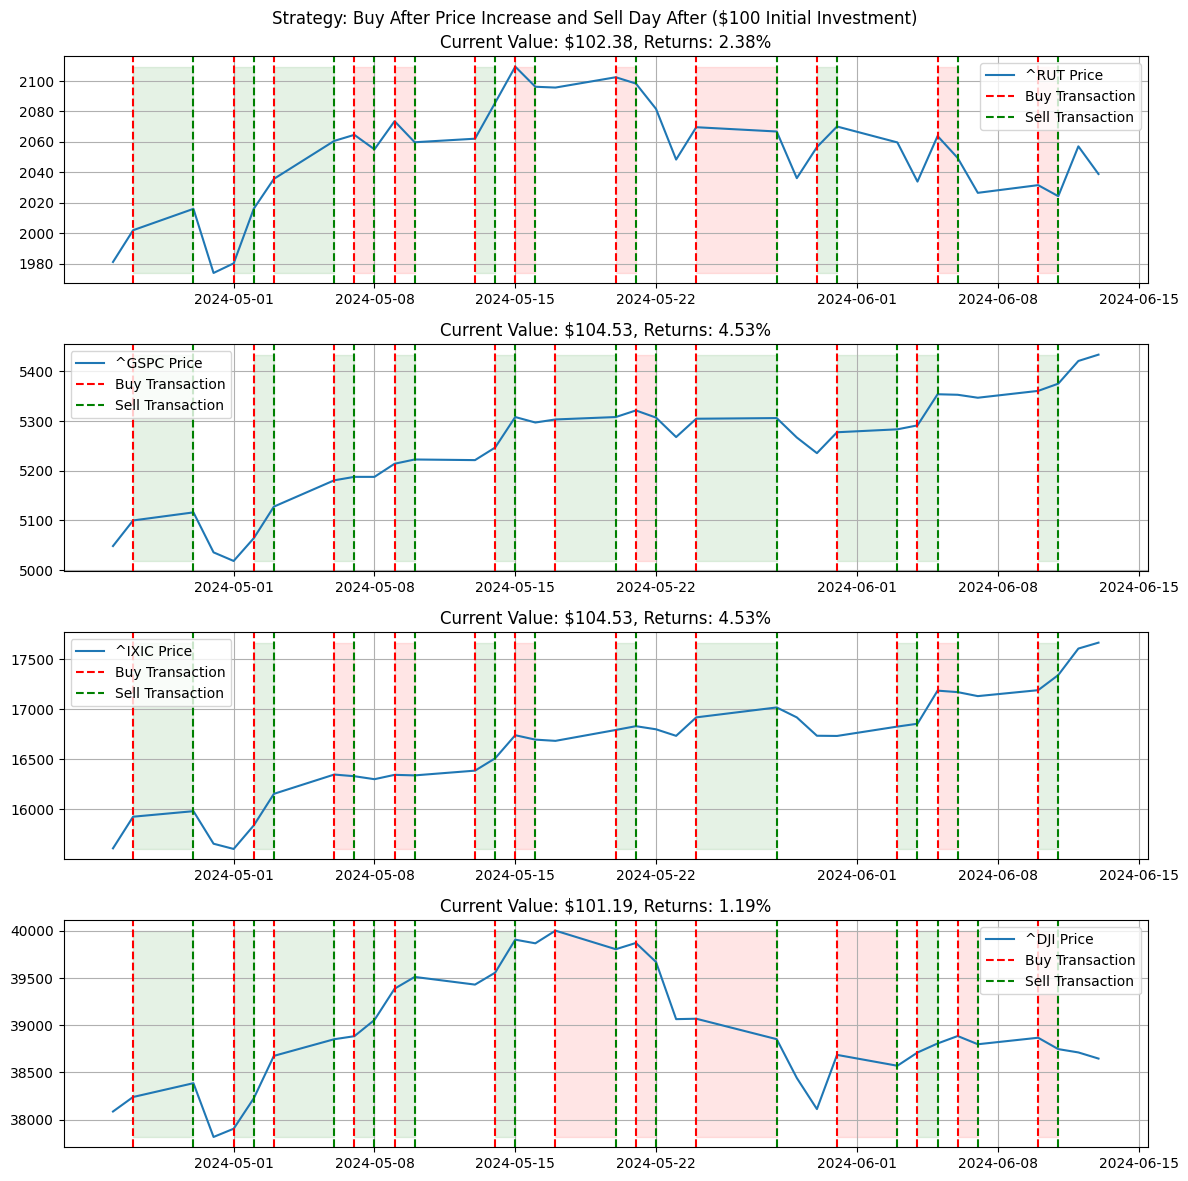 Strategy: Buy After Price Increase and Sell Day After ($100 Initial Investment)
Current Value: $102.38, Returns: 2.38%
^RUT Price
Buy Transaction
Sell Transaction
2100
2080
2060
2040
2020
2000
1980
2024-05-01 2024-05-08 2024-05-15 2024-05-22 2024-06-01 2024-06-08 2024-06-15
Current Value: $104.53, Returns: 4.53%
^GSPC Price
Buy Transaction
Sell Transaction
5400
5300
5200
5100
5000
2024-05-01 2024-05-08 2024-05-15 2024-05-22 2024-06-01 2024-06-08 2024-06-15
Current Value: $104.53, Returns: 4.53%
^IXIC Price
Buy Transaction
Sell Transaction
17500
17000
16500
16000
2024-05-01 2024-05-08 2024-05-15 2024-05-22 2024-06-01 2024-06-08 2024-06-15
Current Value: $101.19, Returns: 1.19%
^DJI Price
Buy Transaction
Sell Transaction
40000
39500
39000
38500
38000
2024-05-01 2024-05-08 2024-05-15 2024-05-22 2024-06-01 2024-06-08 2024-06-15